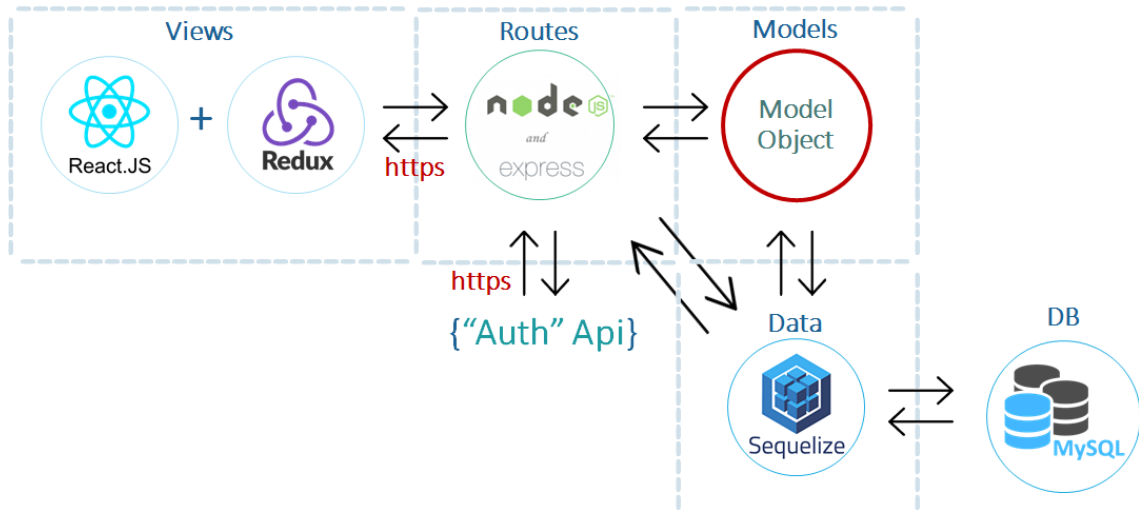 Views
Routes
Models
React.JS
+
Redux
https
node JS
and
express
Model
Object
https
{“Auth” Api}
Data
Sequelize
DB
MySQL